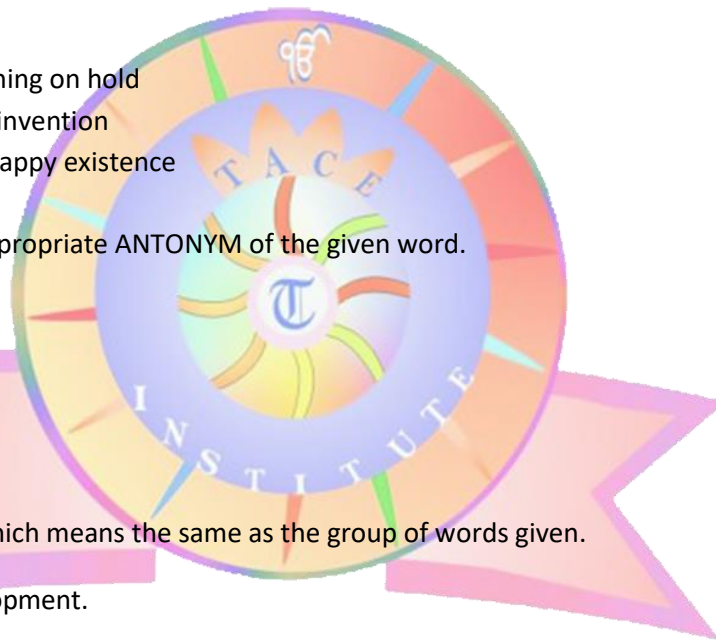 ੴ
ning on hold
invention
appy existence
TACE
propriate ANTONYM of the given word.
T
INSTITUTE
hich means the same as the group of words given.
opment.